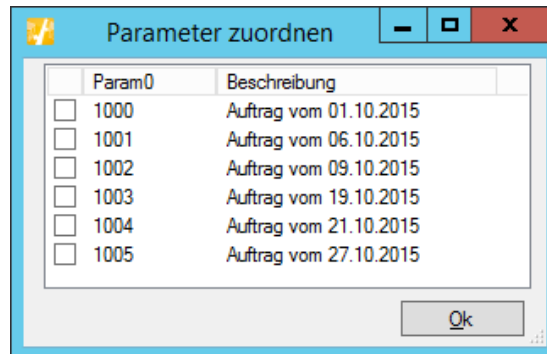 Parameter zuordnen
Param0 Beschreibung
1000 Auftrag vom 01.10.2015
1001 Auftrag vom 06.10.2015
1002 Auftrag vom 09.10.2015
1003 Auftrag vom 19.10.2015
1004 Auftrag vom 21.10.2015
1005 Auftrag vom 27.10.2015
Ok